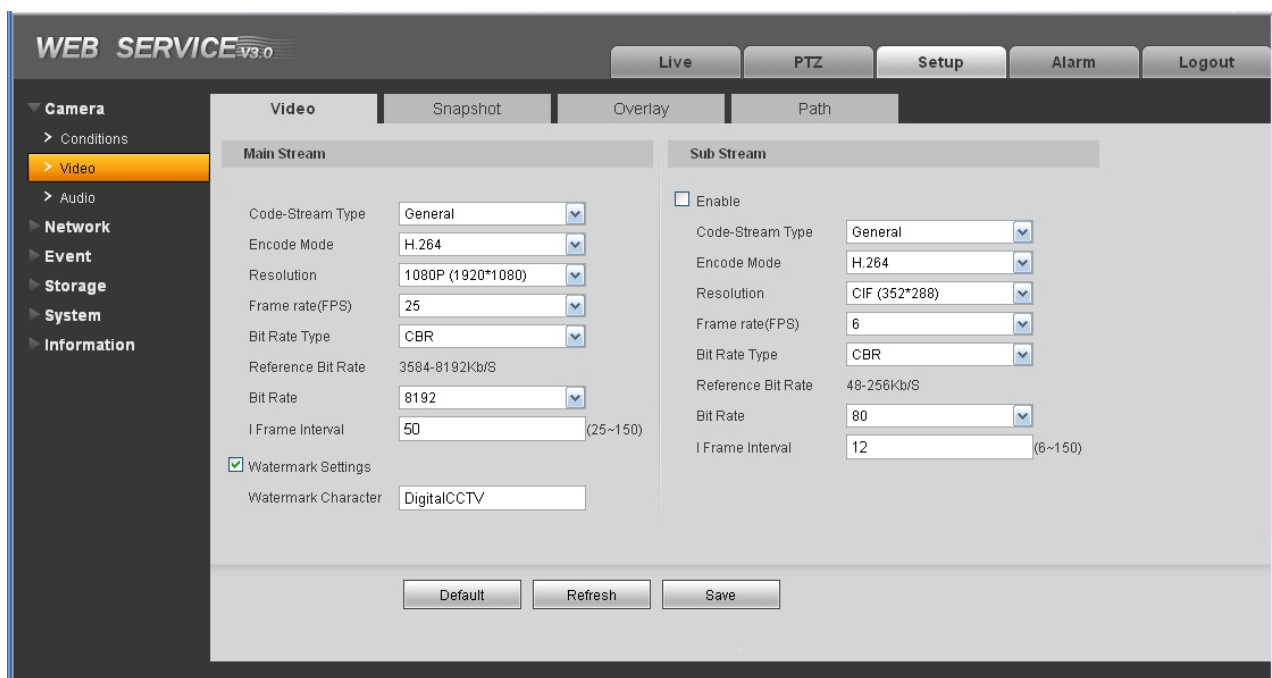 WEB SERVICE V3.0
Live PTZ Setup Alarm Logout
Camera
> Conditions
> Video
> Audio
Network
Event
Storage
System
Information
Video Snapshot Overlay Path
Main Stream
Code-Stream Type General
Encode Mode H.264
Resolution 1080P (1920*1080)
Frame rate(FPS) 25
Bit Rate Type CBR
Reference Bit Rate 3584-8192Kb/S
Bit Rate 8192
I Frame Interval 50 (25~150)
Watermark Settings
Watermark Character DigitalCCTV
Sub Stream
Enable
Code-Stream Type General
Encode Mode H.264
Resolution CIF (352*288)
Frame rate(FPS) 6
Bit Rate Type CBR
Reference Bit Rate 48-256Kb/S
Bit Rate 80
I Frame Interval 12 (6~150)
Default Refresh Save